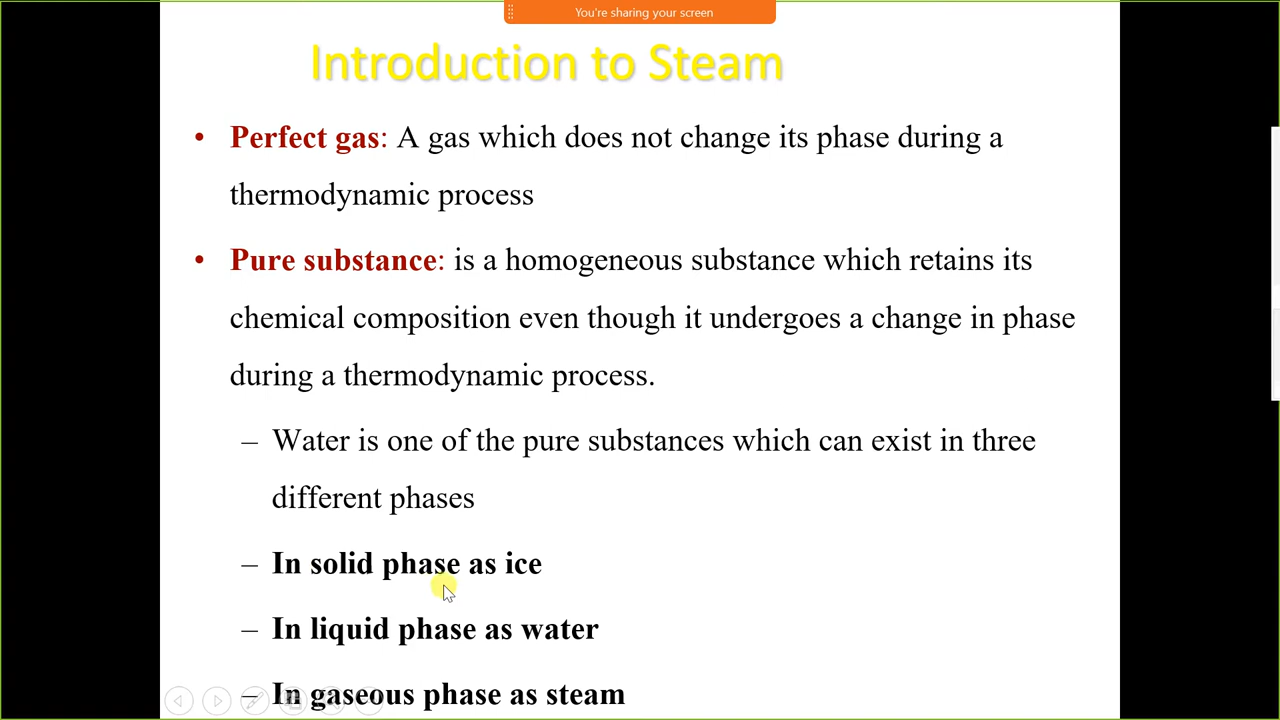 You're sharing your screen
Introduction to Steam
• Perfect gas: A gas which does not change its phase during a
thermodynamic process
• Pure substance: is a homogeneous substance which retains its
chemical composition even though it undergoes a change in phase
during a thermodynamic process.
– Water is one of the pure substances which can exist in three
different phases
– In solid phase as ice
– In liquid phase as water
– In gaseous phase as steam